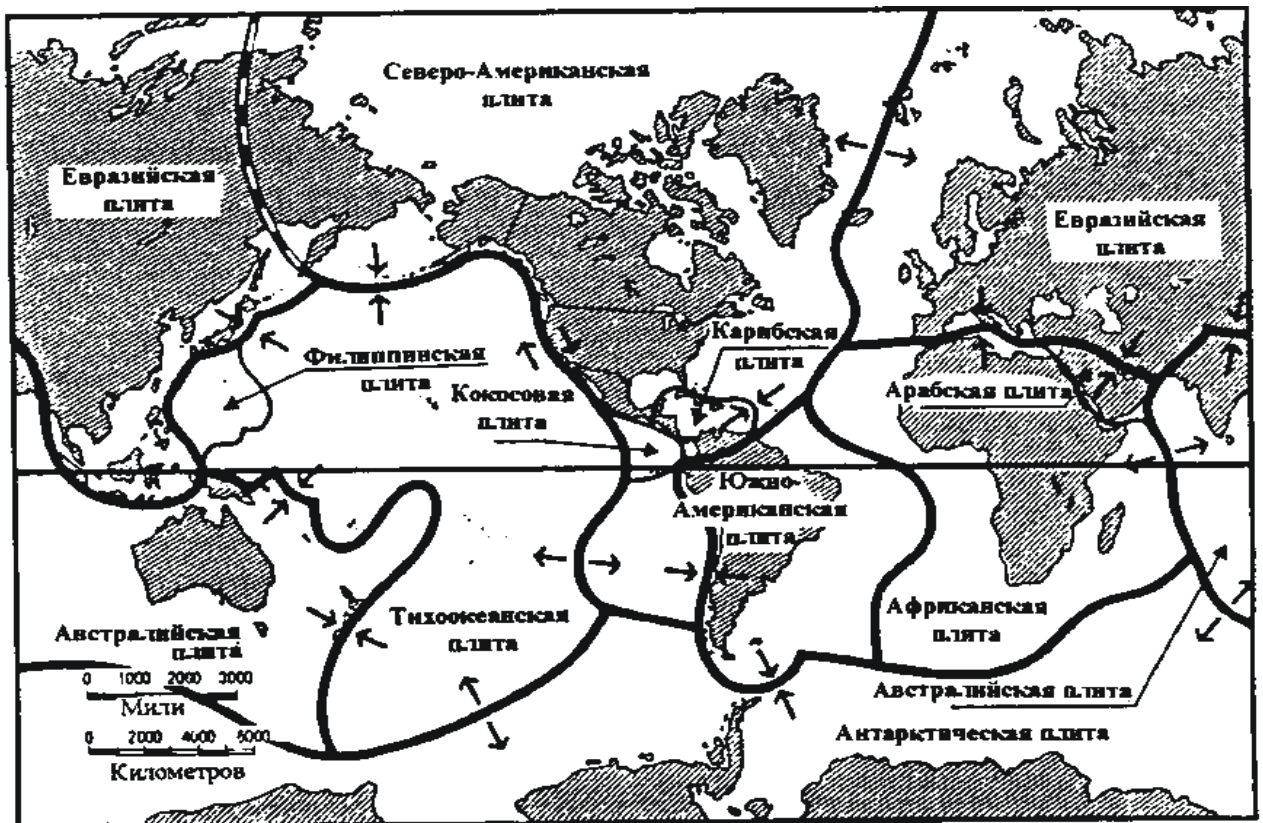 Северо-Американская
плита
Евразийская
плита
Евразийская
плита
Карибская
плита
Филиппинская
плита
Кокосовая
плита
Арабская плита
Южно-
Американская
плита
Тихоокеанская
плита
Африканская
плята
Австралийская
плита
0 1000 2000 3000
Мили
0 2000 4000 6000
Километров
Австралийская плита
Антарктическая плита